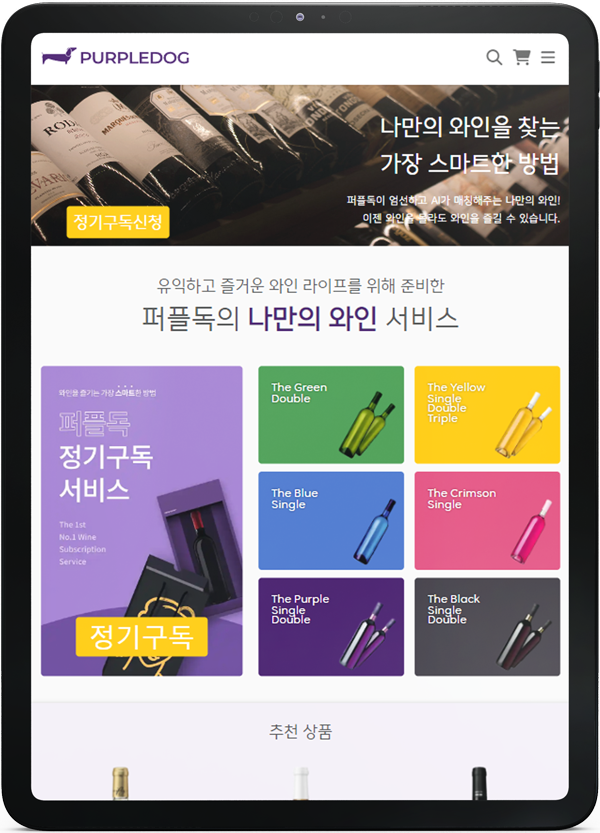 PURPLEDOG
나만의 와인을 찾는
가장 스마트한 방법
퍼플독이 엄선하고 AI가 매칭해주는 나만의 와인!
이젠 와인을 몰라도 와인을 즐길 수 있습니다.
정기구독신청
유익하고 즐거운 와인 라이프를 위해 준비한
퍼플독의 나만의 와인 서비스
와인을 즐기는 가장 스마트한 방법
퍼플독
정기구독
서비스
The 1st
No.1 Wine
Subscription
Service
정기구독
The Green
Double
The Yellow
Single
Double
Triple
The Blue
Single
The Crimson
Single
The Purple
Single
Double
The Black
Single
Double
추천 상품